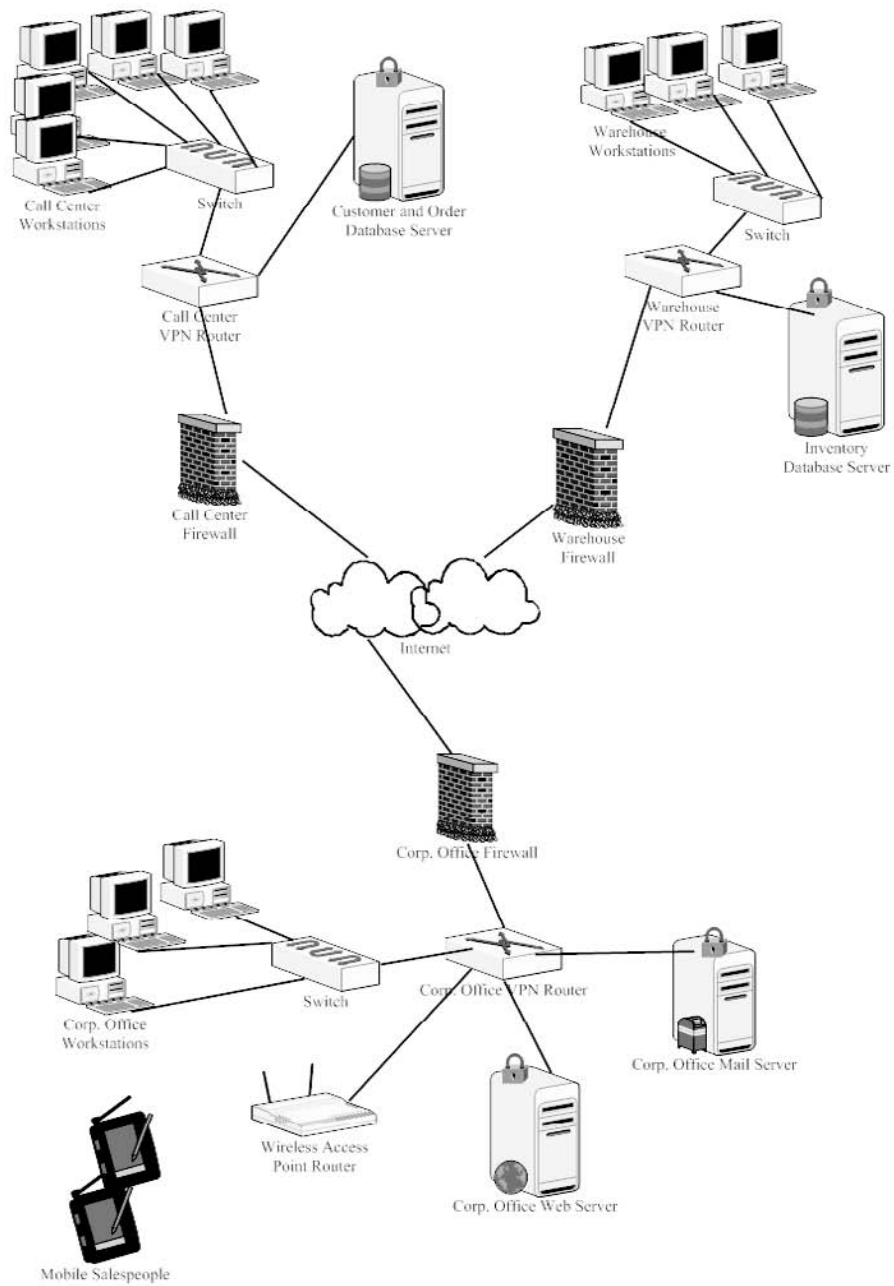 Call Center
Workstations
Switch
Customer and Order
Database Server
Warehouse
Workstations
Switch
Call Center
VPN Router
Warehouse
VPN Router
Inventory
Database Server
Call Center
Firewall
Warehouse
Firewall
Internet
Corp. Office Firewall
Corp. Office
Workstations
Switch
Corp. Office VPN Router
Corp. Office Mail Server
Wireless Access
Point Router
Corp. Office Web Server
Mobile Salespeople